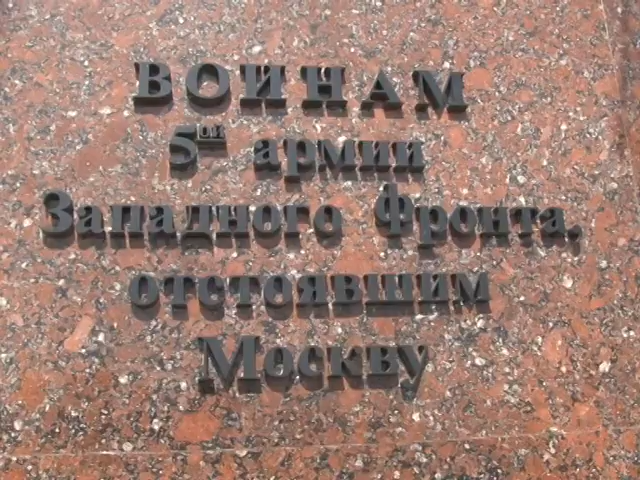 ВОИНАМ
5ой армии
Западного Фронта,
отстоявшим
Москву